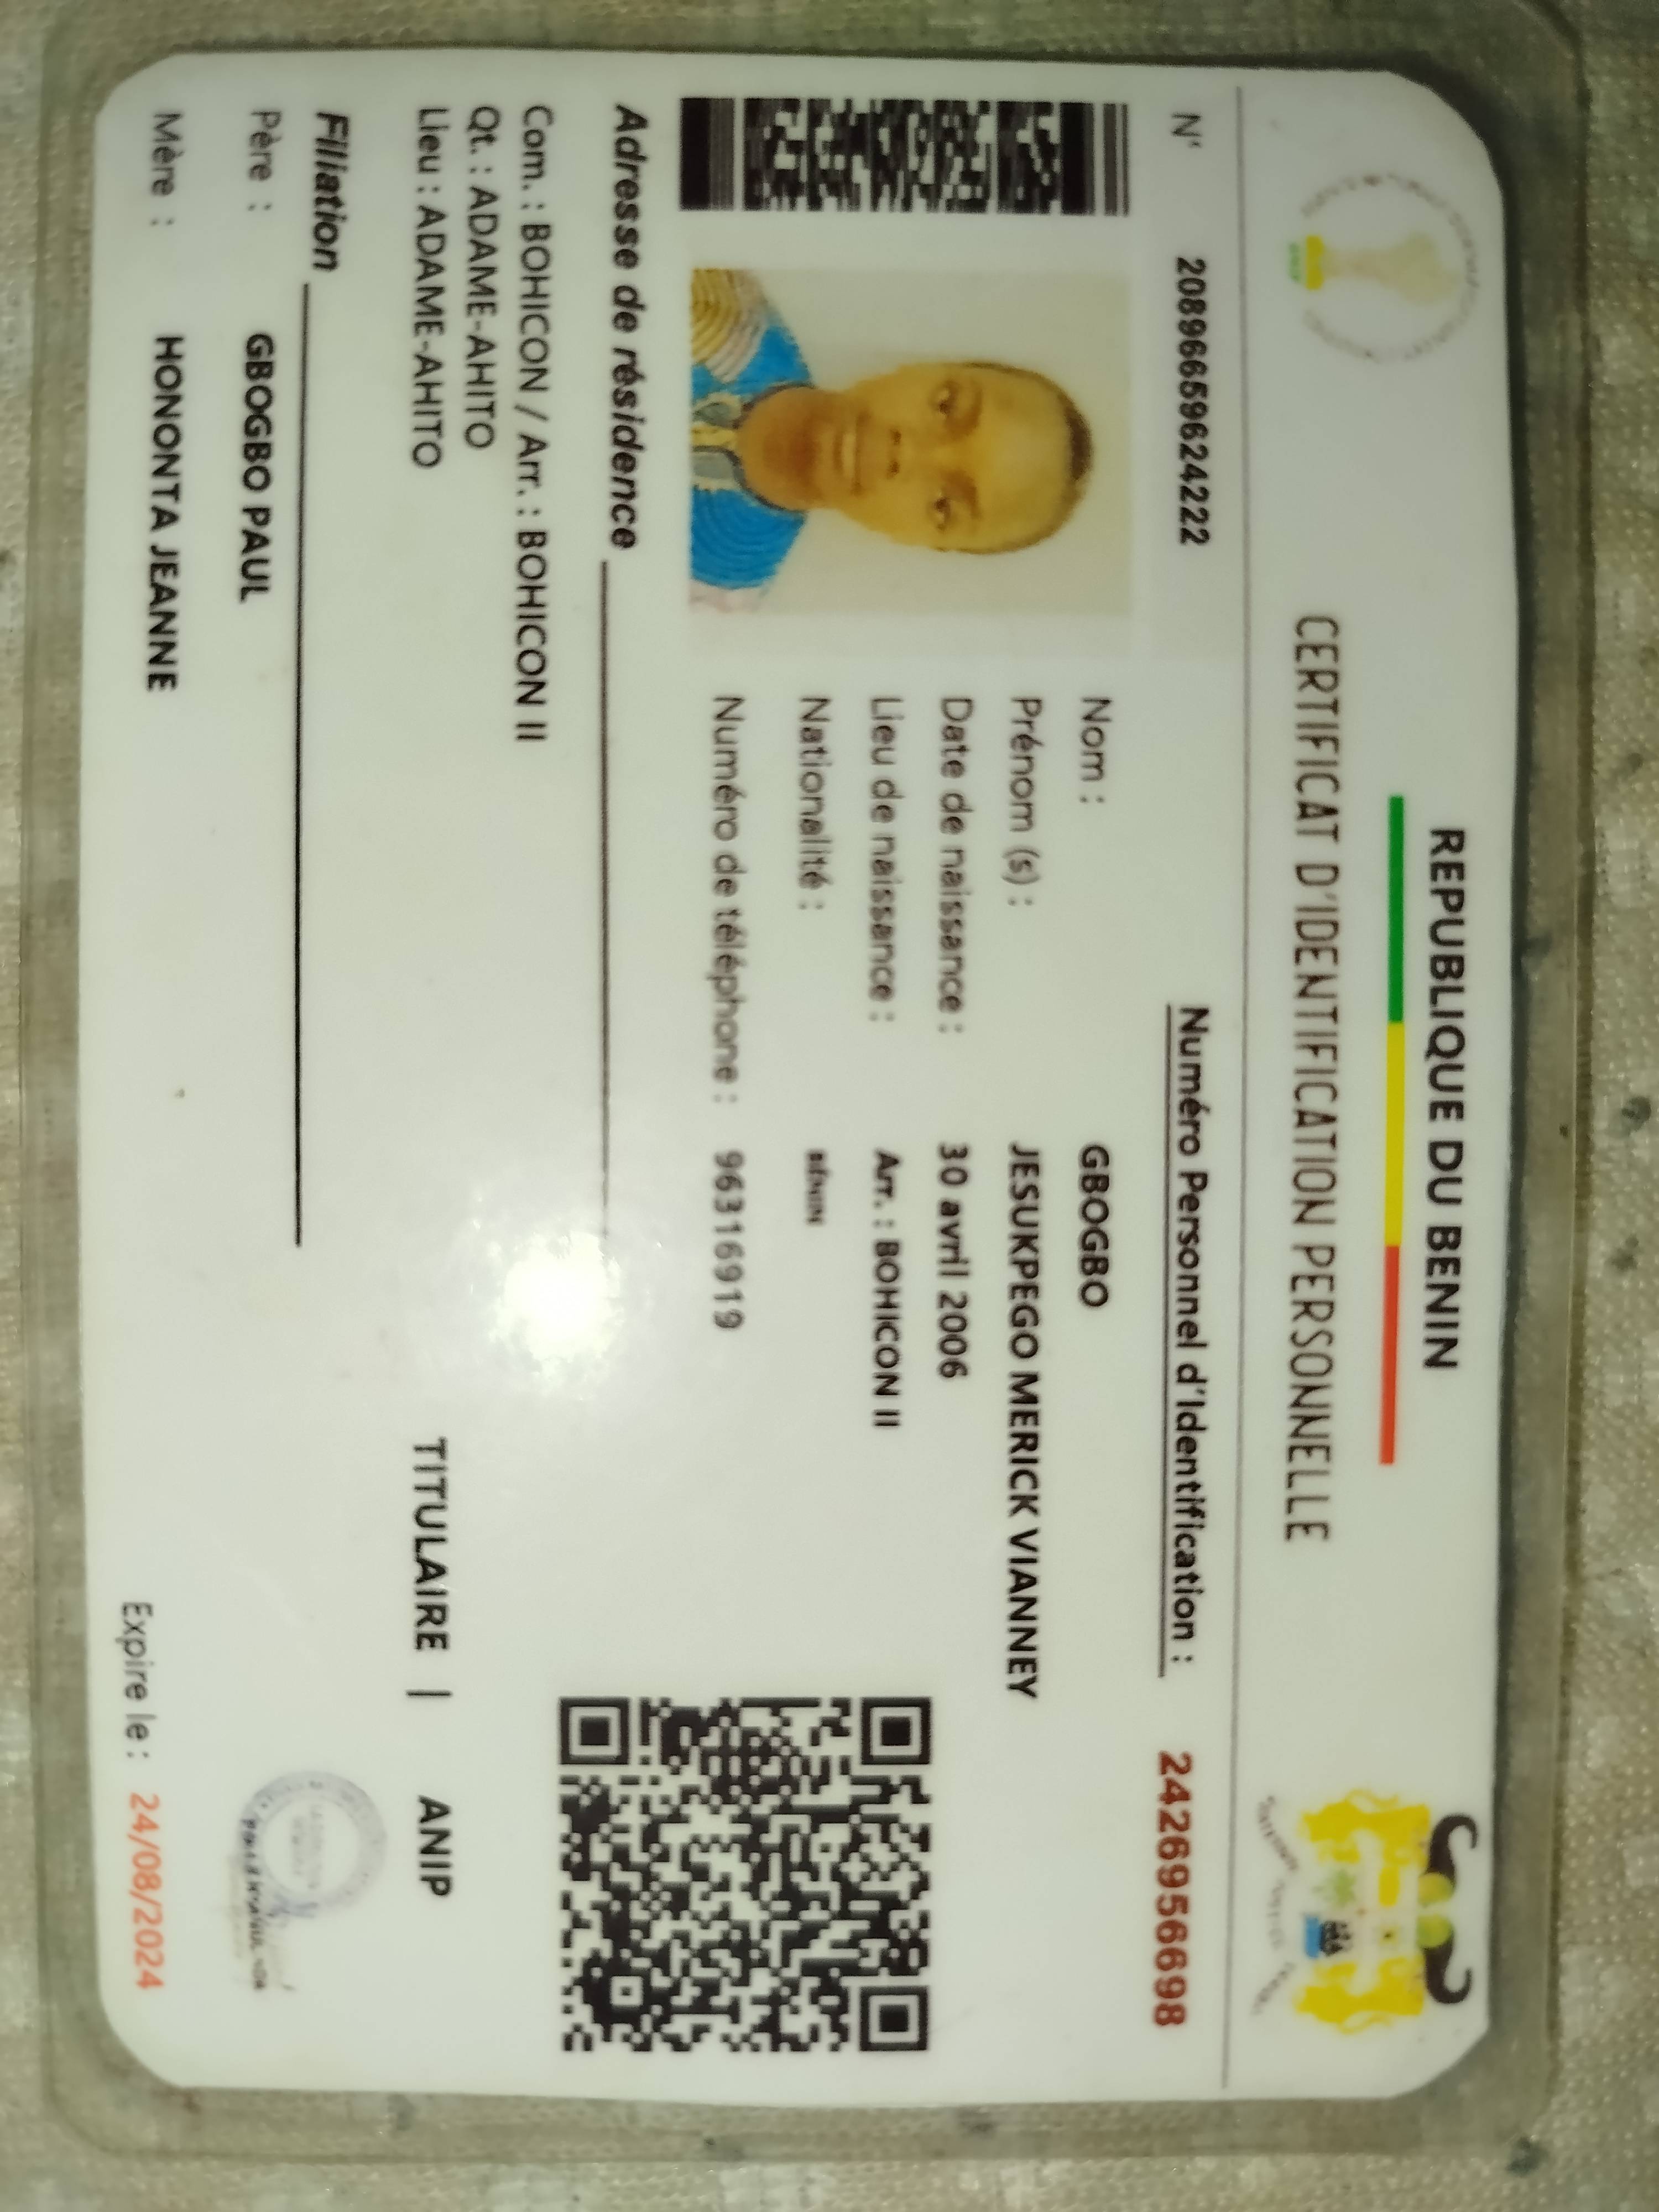 REPUBLIQUE DU BENIN
CERTIFICAT D'IDENTIFICATION PERSONNELLE
N° 20896659624222
Numéro Personnel d'Identification : 2426956698
Nom : GBOGBO
Prénom (s) : JESUKPEGO MERICK VIANNEY
Date de naissance : 30 avril 2006
Lieu de naissance : Arr. : BOHICON II
Nationalité : BÉNIN
Numéro de téléphone : 96316919
Adresse de résidence
Com. : BOHICON / Arr. : BOHICON II
Qt. : ADAME-AHITO
Lieu : ADAME-AHITO
TITULAIRE | ANIP
Filiation
Père : GBOGBO PAUL
Mère : HONONTA JEANNE
Expire le : 24/08/2024